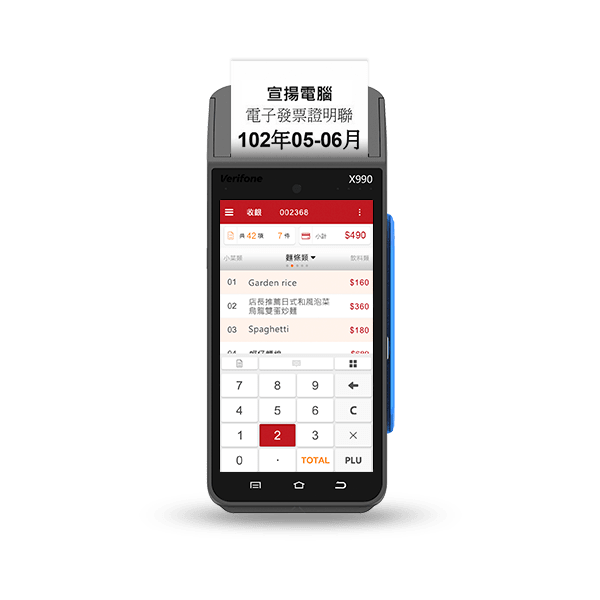 宣揚電腦
電子發票證明聯
102年05-06月
Verifone X990
收銀 002368
共 42 項 7 件 小計 $490
小菜類 麵條類 飲料類
01 Garden rice $160
02 店長推薦日式和風泡菜 $360
烏龍雙蛋炒麵
03 Spaghetti $180
7 8 9
4 5 6 C
1 2 3 ×
0 . TOTAL PLU